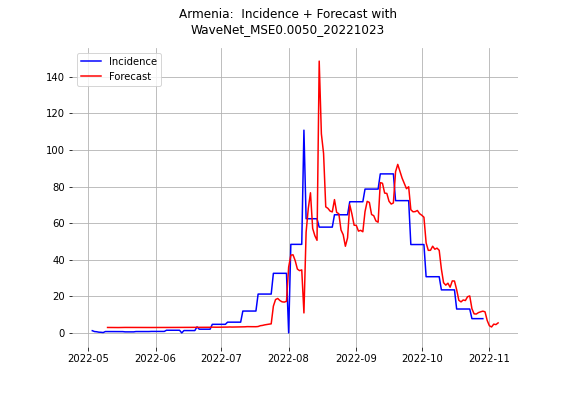 Armenia:  Incidence + Forecast with
WaveNet_MSE0.0050_20221023
Incidence
Forecast
140
120
100
80
60
40
20
0
2022-05 2022-06 2022-07 2022-08 2022-09 2022-10 2022-11